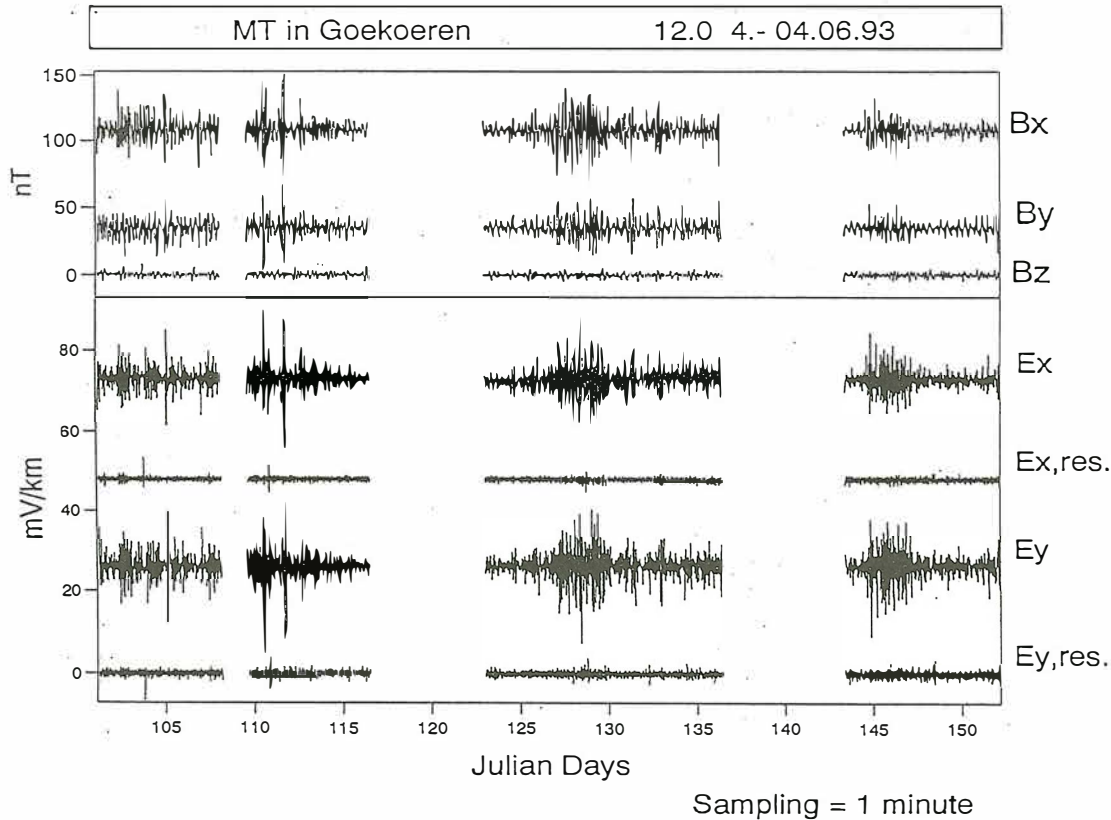 MT in Goekoeren 12.0 4.- 04.06.93
150
100
50
0
nT
Bx
By
Bz
80
60
40
20
0
mV/km
Ex
Ex,res.
Ey
Ey,res.
105 110 115 120 125 130 135 140 145 150
Julian Days
Sampling = 1 minute